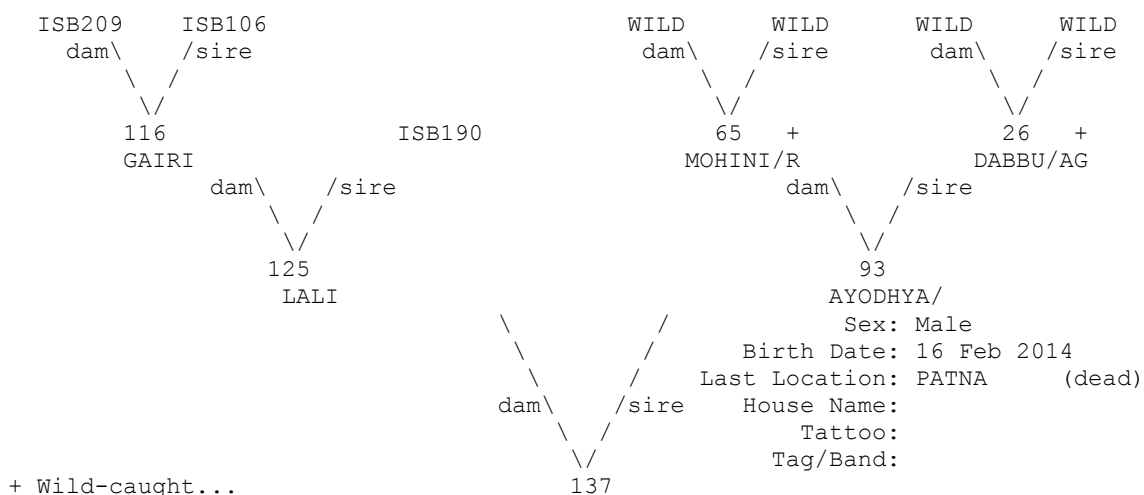 ISB209 ISB106 WILD WILD WILD WILD
dam\ /sire dam\ /sire dam\ /sire
\ / \ / \ /
\/ \/ \/
116 ISB190 65 + 26 +
GAIRI MOHINI/R DABBU/AG
dam\ /sire dam\ /sire
\ / \ /
\/ \/
125 93
LALI AYODHYA/
\ / Sex: Male
\ / Birth Date: 16 Feb 2014
\ / Last Location: PATNA (dead)
dam\ /sire House Name:
\ / Tattoo:
\/ Tag/Band:
+ Wild-caught... 137